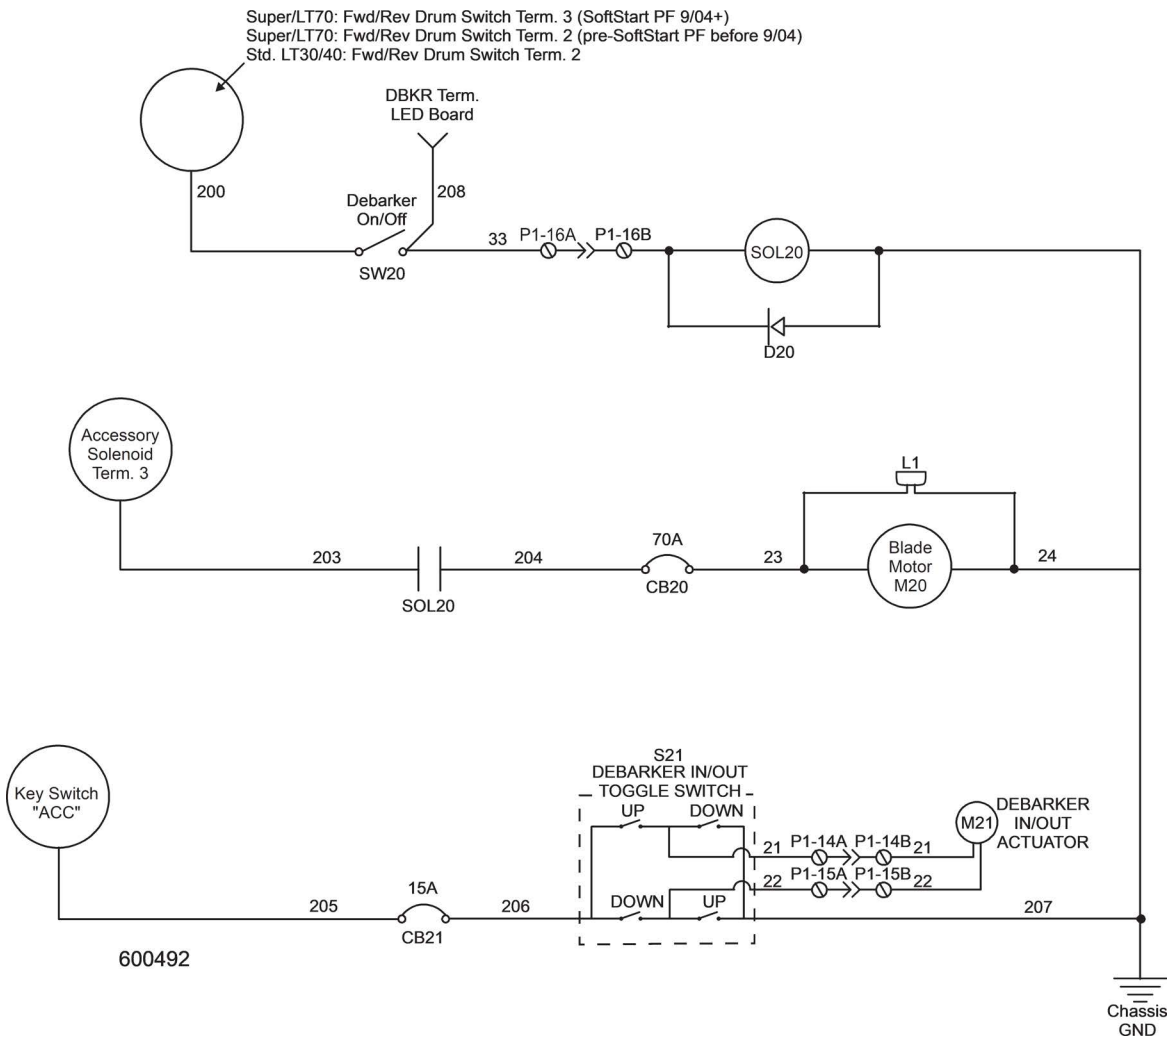 Super/LT70: Fwd/Rev Drum Switch Term. 3 (SoftStart PF 9/04+)
Super/LT70: Fwd/Rev Drum Switch Term. 2 (pre-SoftStart PF before 9/04)
Std. LT30/40: Fwd/Rev Drum Switch Term. 2
DBKR Term.
LED Board
200
208
Debarker
On/Off
SW20
33
P1-16A
P1-16B
SOL20
D20
Accessory
Solenoid
Term. 3
203
SOL20
204
70A
CB20
23
L1
Blade
Motor
M20
24
Key Switch
"ACC"
205
15A
CB21
206
S21
DEBARKER IN/OUT
TOGGLE SWITCH
UP
DOWN
21
P1-14A
P1-14B
21
22
P1-15A
P1-15B
22
DOWN
UP
M21
DEBARKER
IN/OUT
ACTUATOR
207
600492
Chassis
GND